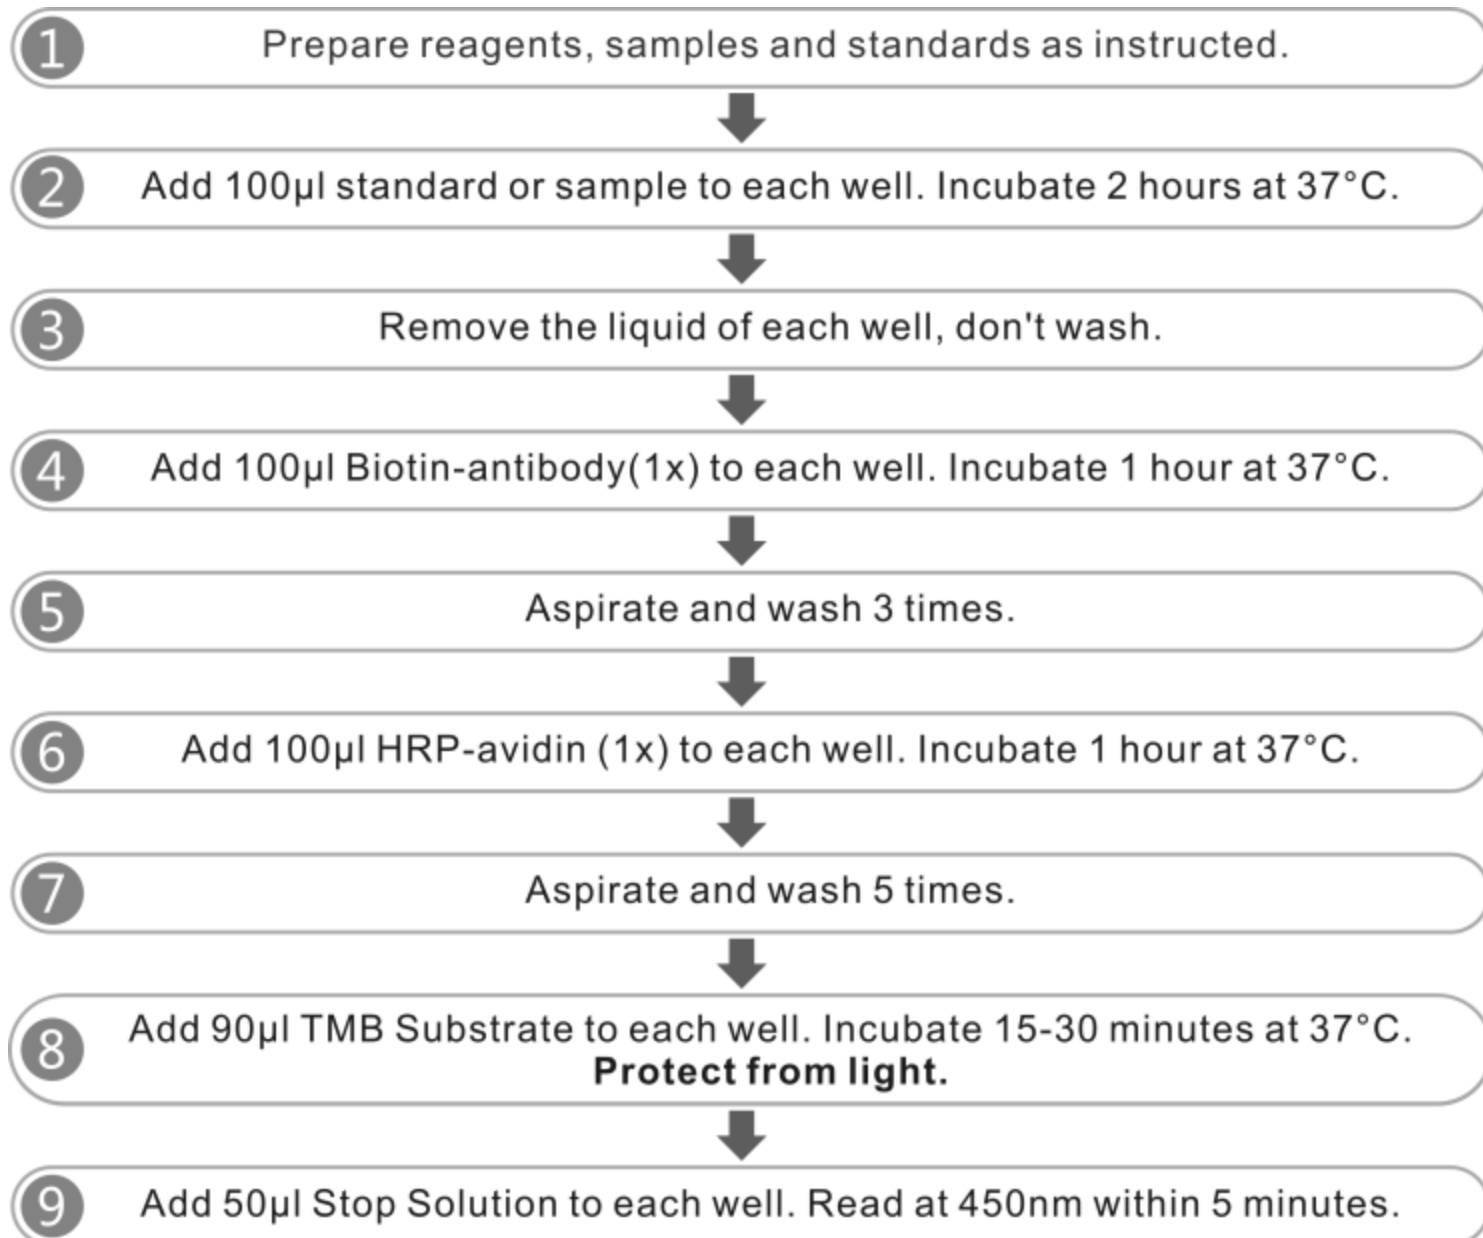 1 Prepare reagents, samples and standards as instructed.
2 Add 100μl standard or sample to each well. Incubate 2 hours at 37°C.
3 Remove the liquid of each well, don't wash.
4 Add 100μl Biotin-antibody(1x) to each well. Incubate 1 hour at 37°C.
5 Aspirate and wash 3 times.
6 Add 100μl HRP-avidin (1x) to each well. Incubate 1 hour at 37°C.
7 Aspirate and wash 5 times.
8 Add 90μl TMB Substrate to each well. Incubate 15-30 minutes at 37°C.
Protect from light.
9 Add 50μl Stop Solution to each well. Read at 450nm within 5 minutes.